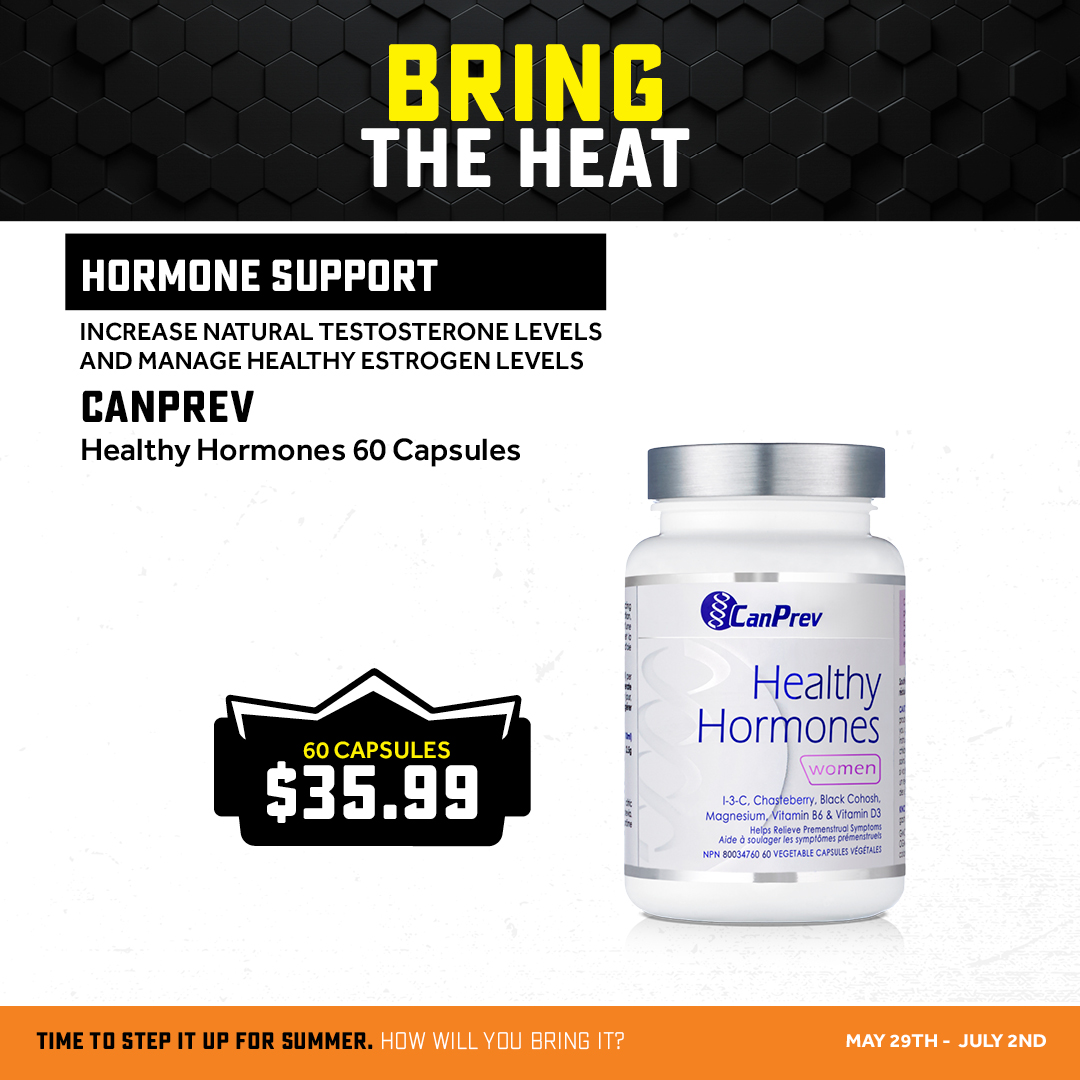 BRING
THE HEAT
HORMONE SUPPORT
INCREASE NATURAL TESTOSTERONE LEVELS
AND MANAGE HEALTHY ESTROGEN LEVELS
CANPREV
Healthy Hormones 60 Capsules
60 CAPSULES
$35.99
CanPrev
Healthy
Hormones
women
I-3-C, Chasteberry, Black Cohosh,
Magnesium, Vitamin B6 & Vitamin D3
Helps Relieve Premenstrual Symptoms
Aide à soulager les symptômes prémenstruels
NPN 80034760 60 VEGETABLE CAPSULES VÉGÉTALES
TIME TO STEP IT UP FOR SUMMER. HOW WILL YOU BRING IT?
MAY 29TH - JULY 2ND